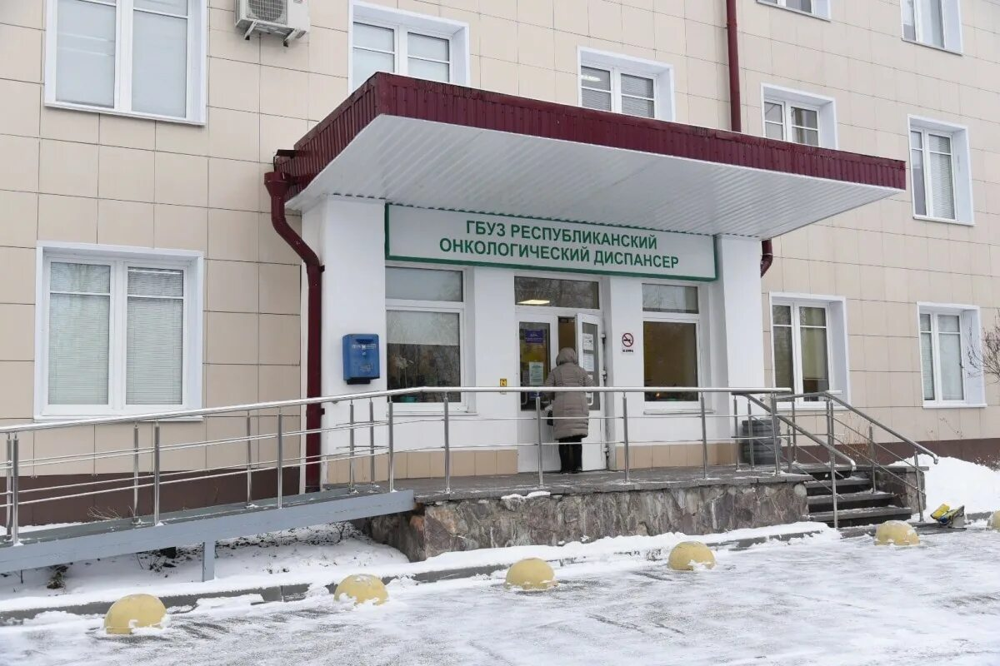 ГБУЗ РЕСПУБЛИКАНСКИЙ
ОНКОЛОГИЧЕСКИЙ ДИСПАНСЕР